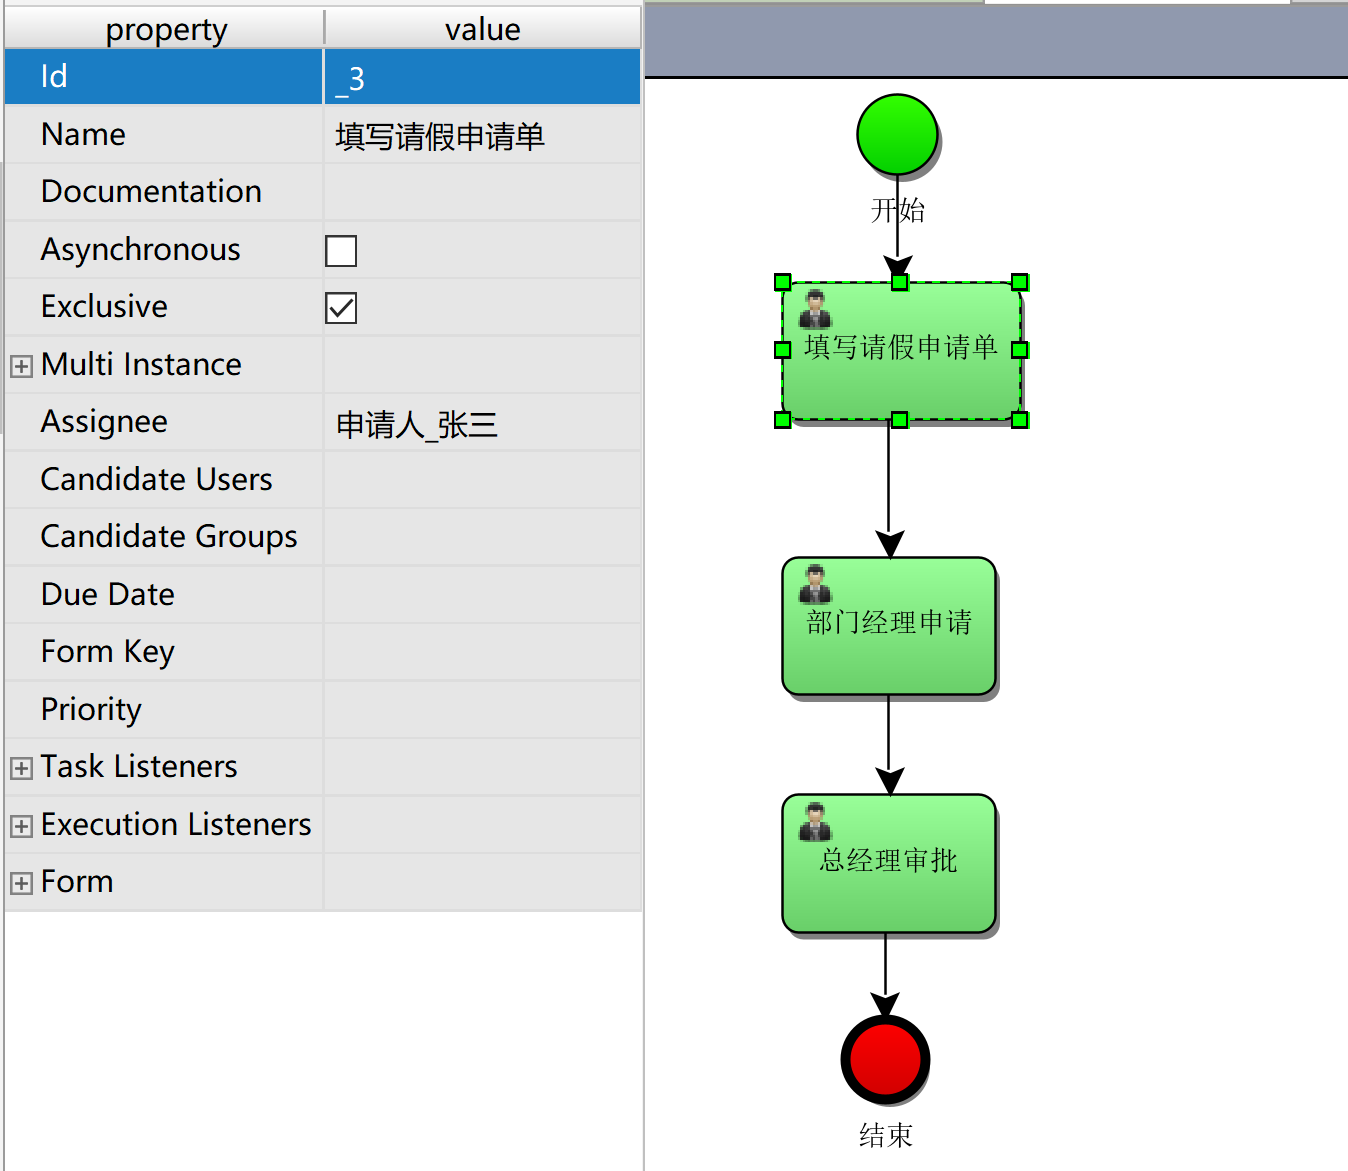 property value
Id _3
Name 填写请假申请单
Documentation
Asynchronous
Exclusive
Multi Instance
Assignee 申请人_张三
Candidate Users
Candidate Groups
Due Date
Form Key
Priority
Task Listeners
Execution Listeners
Form
开始
填写请假申请单
部门经理申请
总经理审批
结束